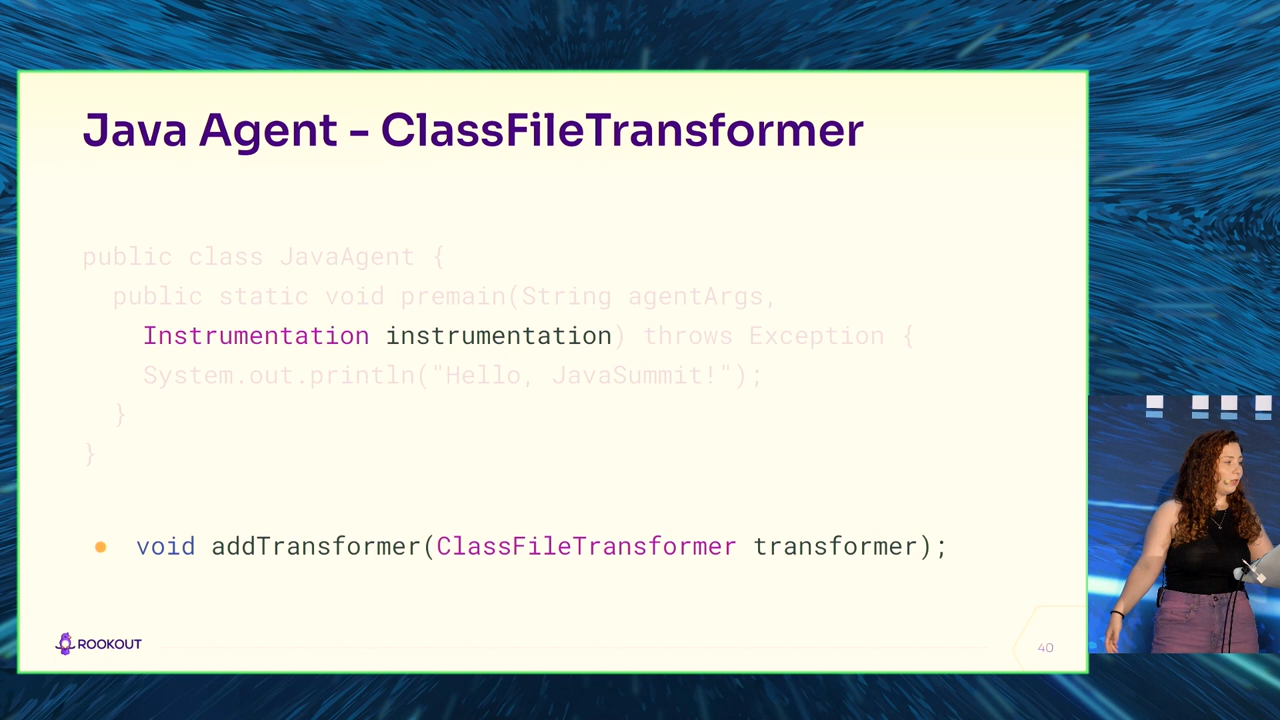 Java Agent - ClassFileTransformer
public class JavaAgent {
public static void premain(String agentArgs,
Instrumentation instrumentation) throws Exception {
System.out.println("Hello, JavaSummit!");
}
}
void addTransformer(ClassFileTransformer transformer);
ROOKOUT
40